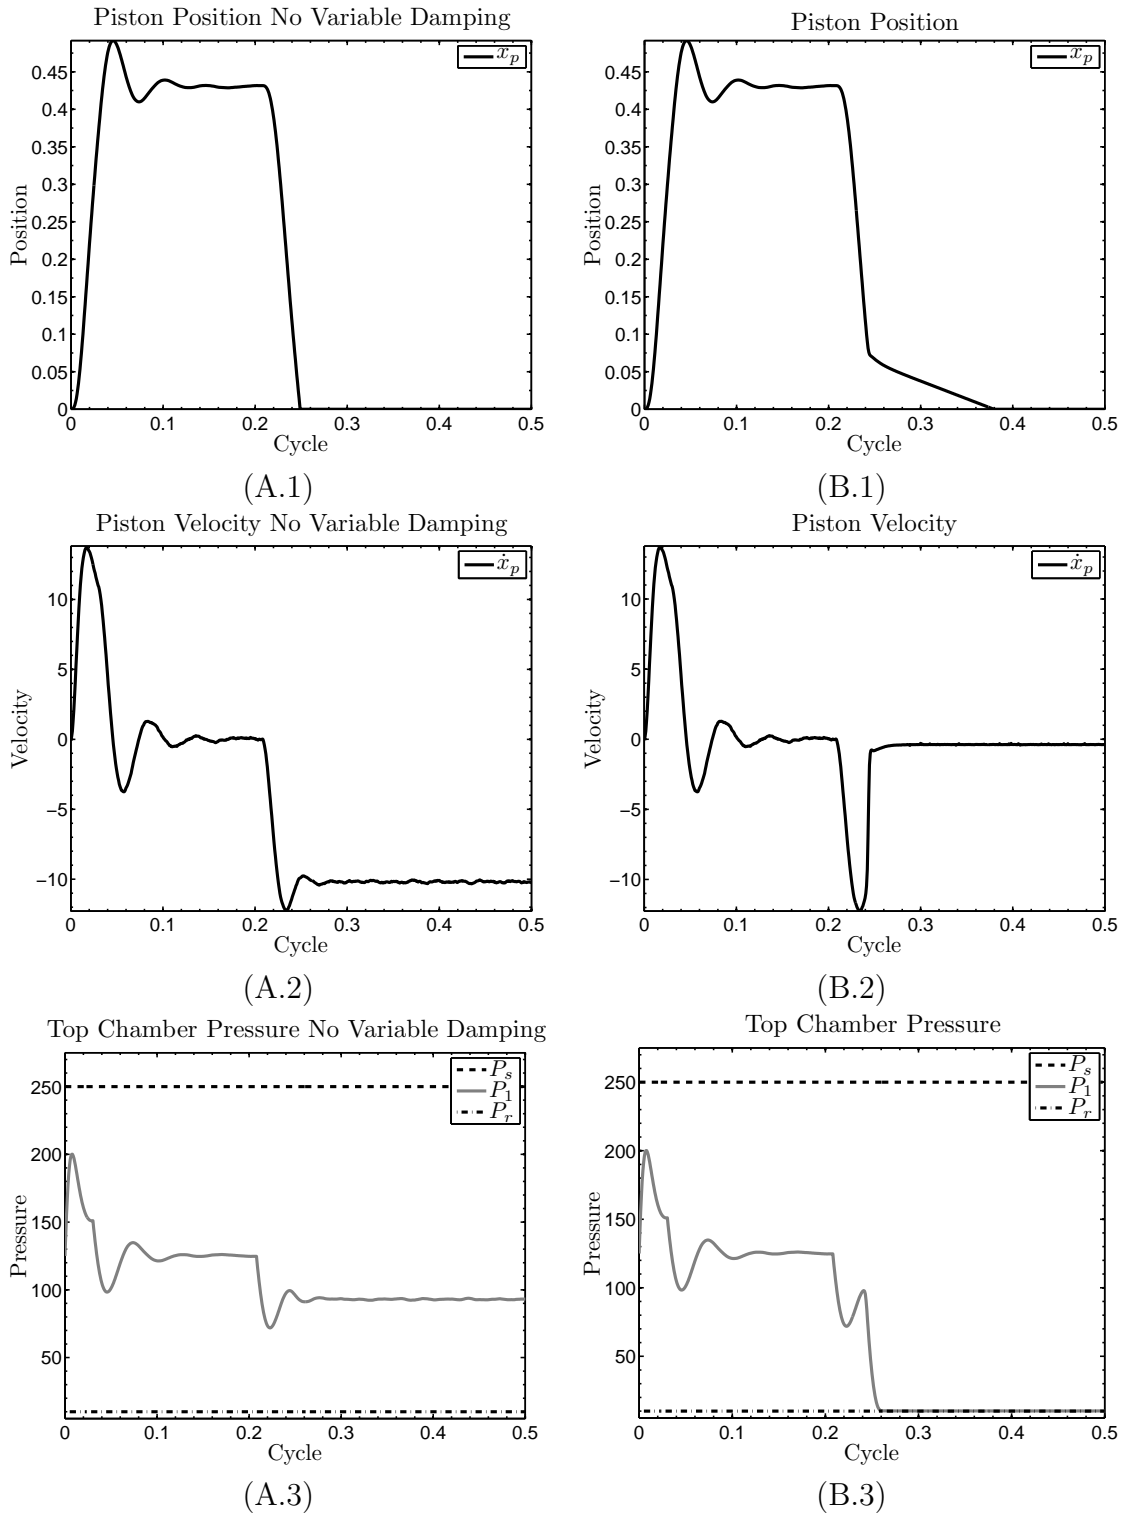 Piston Position No Variable Damping
x_p
0.45
0.4
0.35
0.3
0.25
0.2
0.15
0.1
0.05
0
Position
0 0.1 0.2 0.3 0.4 0.5
Cycle
(A.1)
Piston Position
x_p
0.45
0.4
0.35
0.3
0.25
0.2
0.15
0.1
0.05
0
Position
0 0.1 0.2 0.3 0.4 0.5
Cycle
(B.1)
Piston Velocity No Variable Damping
ẋ_p
10
5
0
−5
−10
Velocity
0 0.1 0.2 0.3 0.4 0.5
Cycle
(A.2)
Piston Velocity
ẋ_p
10
5
0
−5
−10
Velocity
0 0.1 0.2 0.3 0.4 0.5
Cycle
(B.2)
Top Chamber Pressure No Variable Damping
P_s
P_1
P_r
250
200
150
100
50
Pressure
0 0.1 0.2 0.3 0.4 0.5
Cycle
(A.3)
Top Chamber Pressure
P_s
P_1
P_r
250
200
150
100
50
Pressure
0 0.1 0.2 0.3 0.4 0.5
Cycle
(B.3)